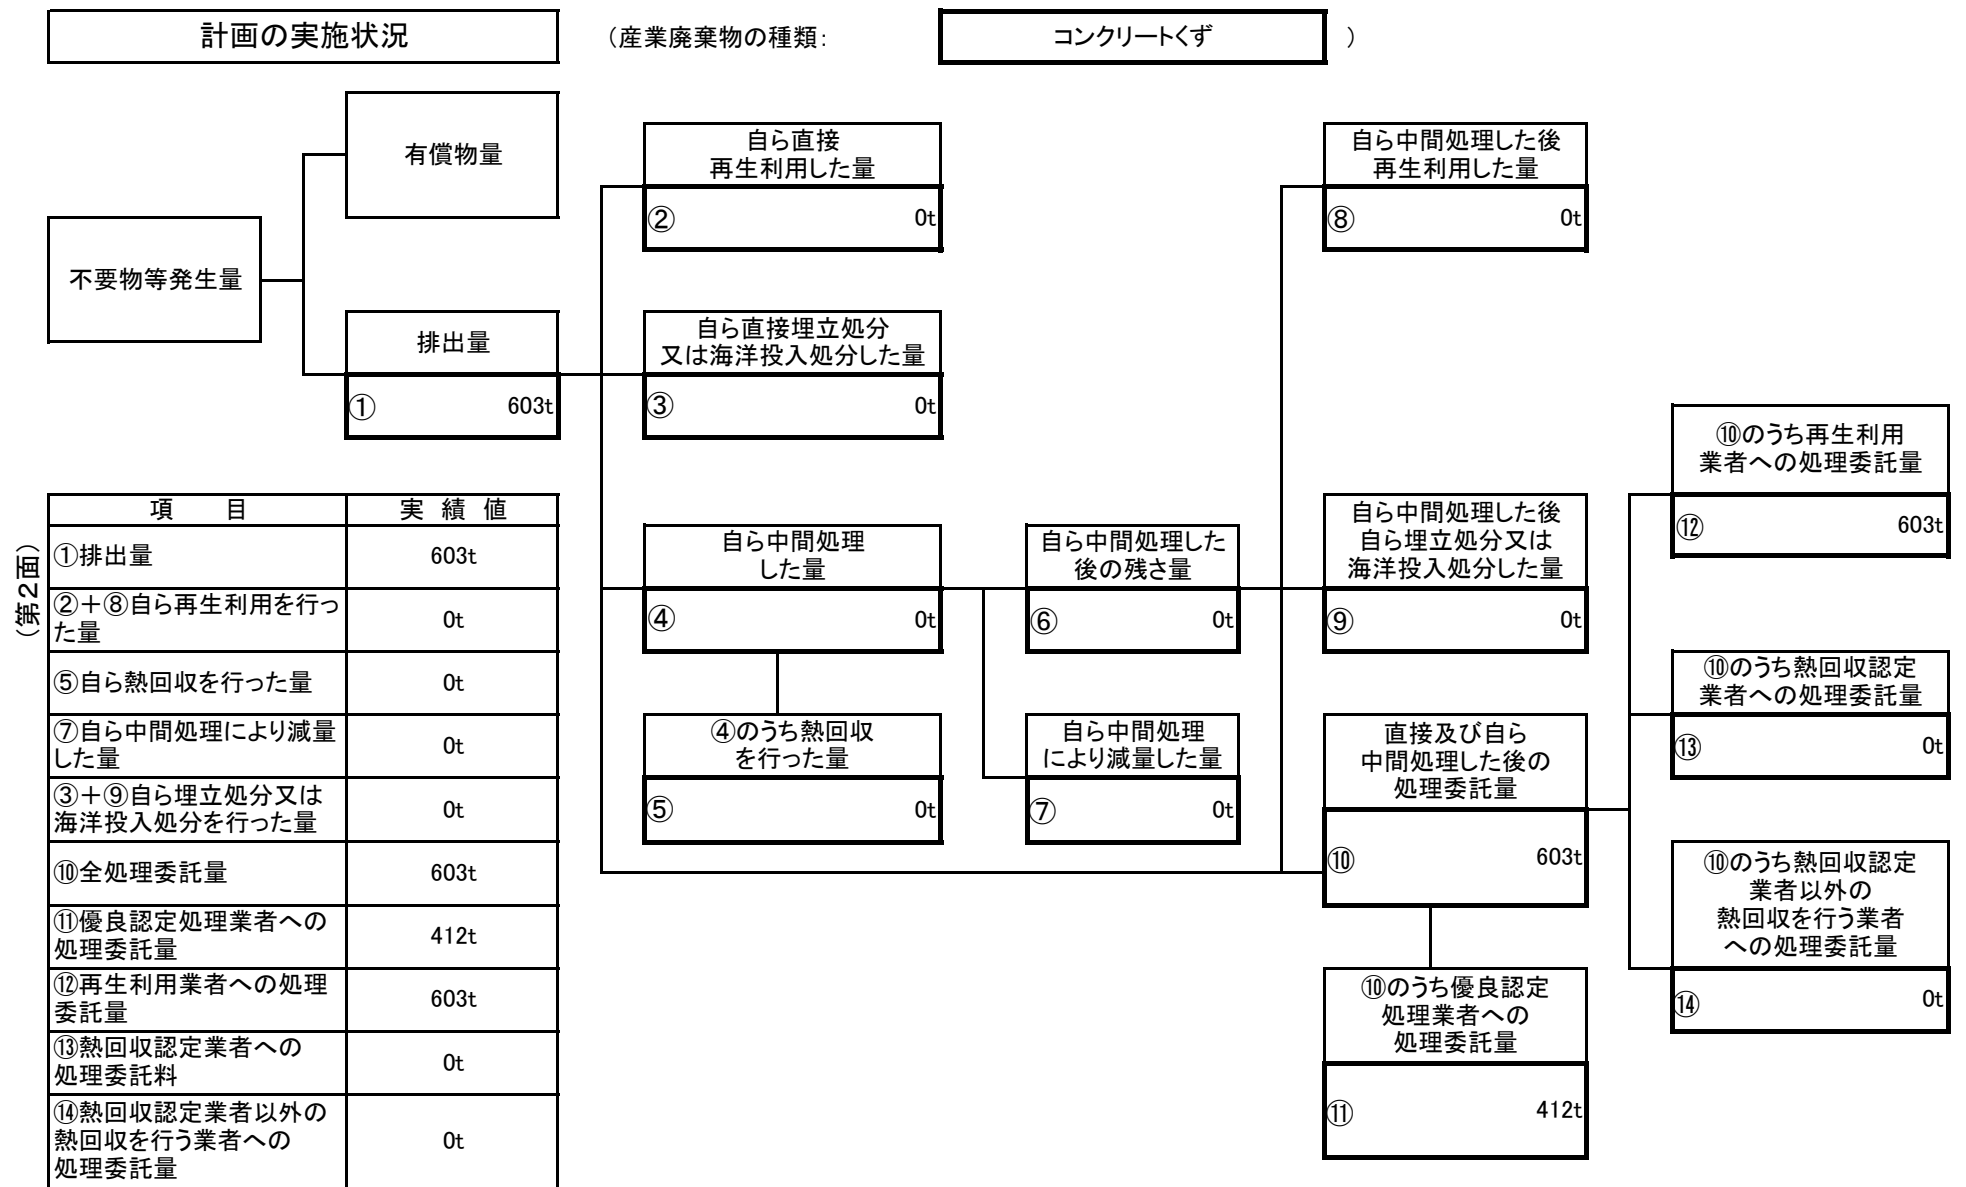 計画の実施状況
（産業廃棄物の種類：
コンクリートくず
）
有償物量
不要物等発生量
排出量
① 603t
自ら直接
再生利用した量
② 0t
自ら直接埋立処分
又は海洋投入処分した量
③ 0t
自ら中間処理
した量
④ 0t
④のうち熱回収
を行った量
⑤ 0t
自ら中間処理した
後の残さ量
⑥ 0t
自ら中間処理
により減量した量
⑦ 0t
自ら中間処理した後
再生利用した量
⑧ 0t
自ら中間処理した後
自ら埋立処分又は
海洋投入処分した量
⑨ 0t
直接及び自ら
中間処理した後の
処理委託量
⑩ 603t
⑩のうち優良認定
処理業者への
処理委託量
⑪ 412t
⑩のうち再生利用
業者への処理委託量
⑫ 603t
⑩のうち熱回収認定
業者への処理委託量
⑬ 0t
⑩のうち熱回収認定
業者以外の
熱回収を行う業者
への処理委託量
⑭ 0t
（第２面）
項　目 実 績 値
①排出量 603t
②＋⑧自ら再生利用を行っ
た量 0t
⑤自ら熱回収を行った量 0t
⑦自ら中間処理により減量
した量 0t
③＋⑨自ら埋立処分又は
海洋投入処分を行った量 0t
⑩全処理委託量 603t
⑪優良認定処理業者への
処理委託量 412t
⑫再生利用業者への処理
委託量 603t
⑬熱回収認定業者への
処理委託料 0t
⑭熱回収認定業者以外の
熱回収を行う業者への
処理委託量 0t